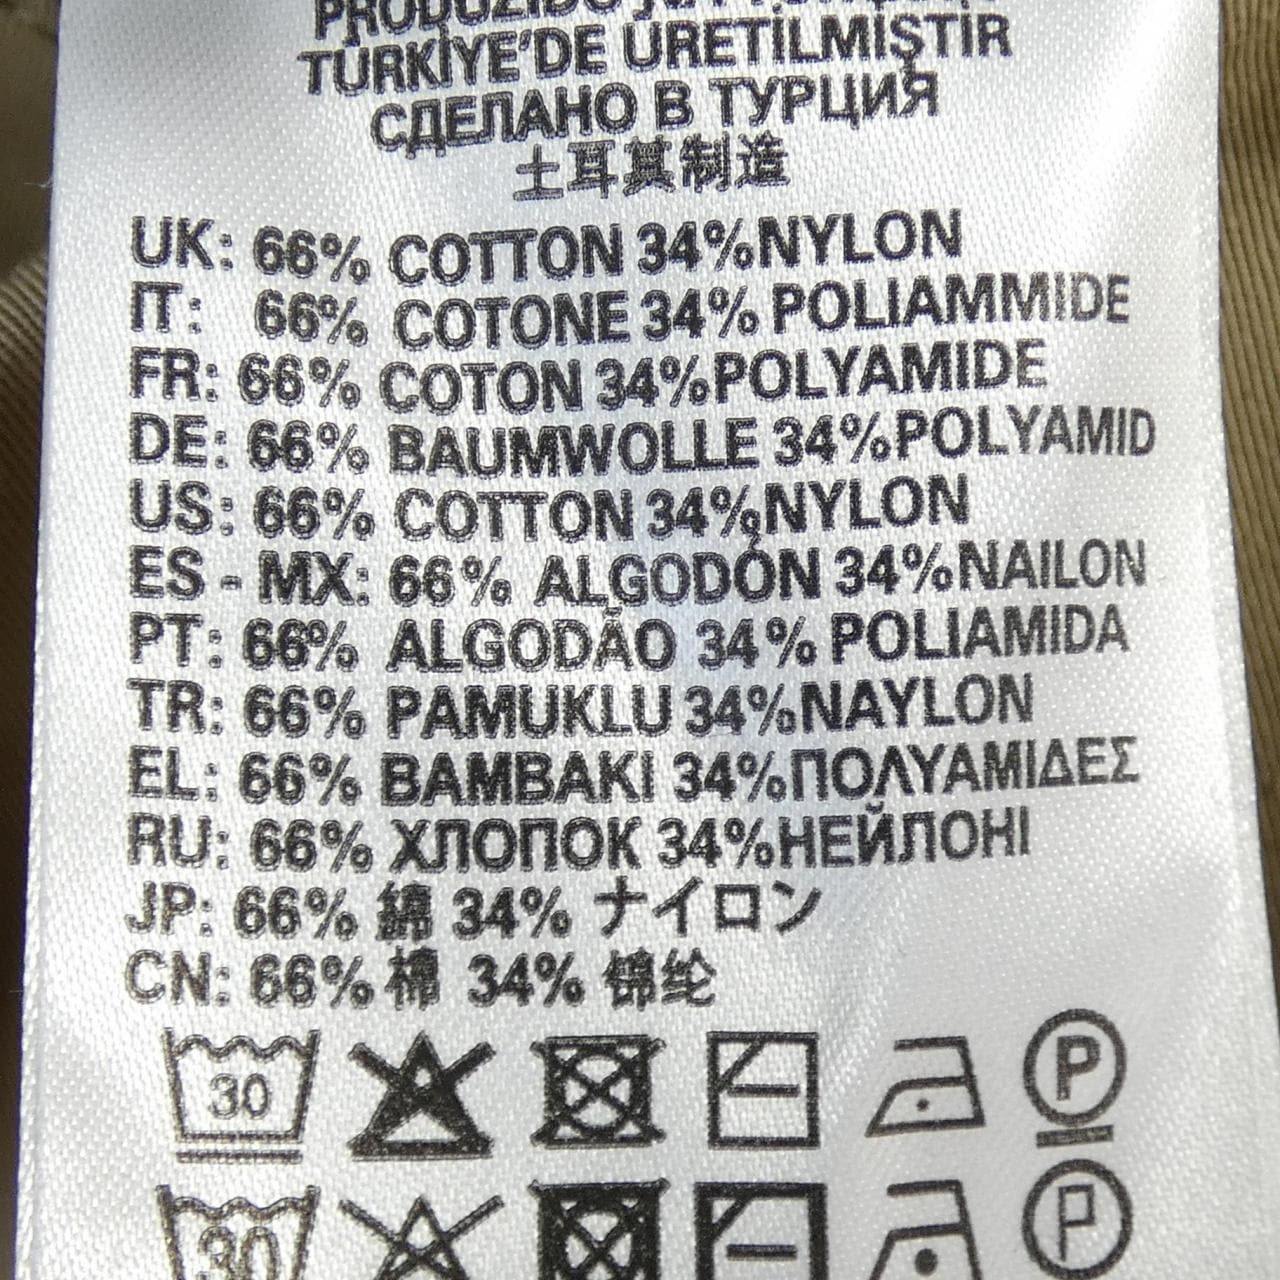 TÜRKİYE'DE ÜRETİLMİŞTİR
СДЕЛАНО В ТУРЦИЯ
土耳其制造
UK: 66% COTTON 34%NYLON
IT: 66% COTONE 34% POLIAMMIDE
FR: 66% COTON 34%POLYAMIDE
DE: 66% BAUMWOLLE 34%POLYAMID
US: 66% COTTON 34%NYLON
ES - MX: 66% ALGODÓN 34%NAILON
PT: 66% ALGODÃO 34% POLIAMIDA
TR: 66% PAMUKLU 34%NAYLON
EL: 66% BAMBAKI 34%ΠΟΛΥΑΜΙΔΕΣ
RU: 66% ХЛОПОК 34%НЕЙЛОНІ
JP: 66% 綿 34% ナイロン
CN: 66% 棉 34% 锦纶
30 P
30 P